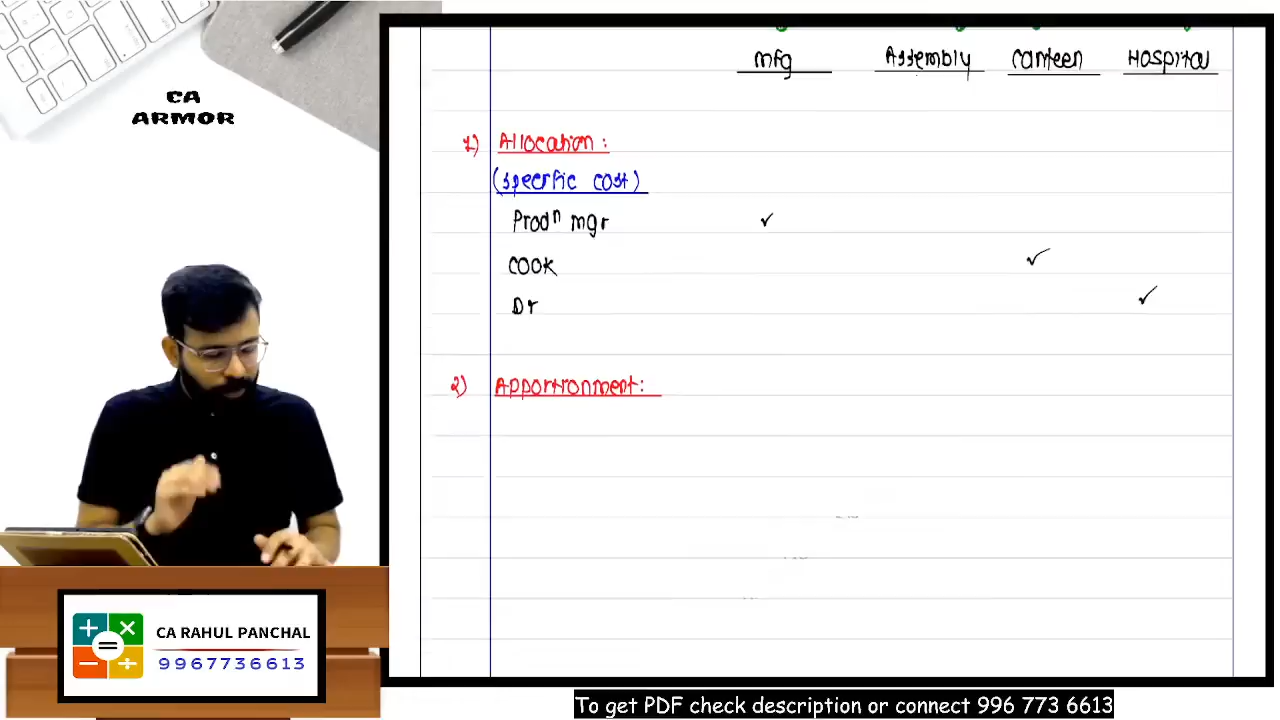 CA
ARMOR
mfg Assembly Canteen Hospital
1) Allocation:
(specific cost)
Prodⁿ mgr ✓
COOK ✓
Dr ✓
2) Apportionment:
CA RAHUL PANCHAL
9967736613
To get PDF check description or connect 996 773 6613